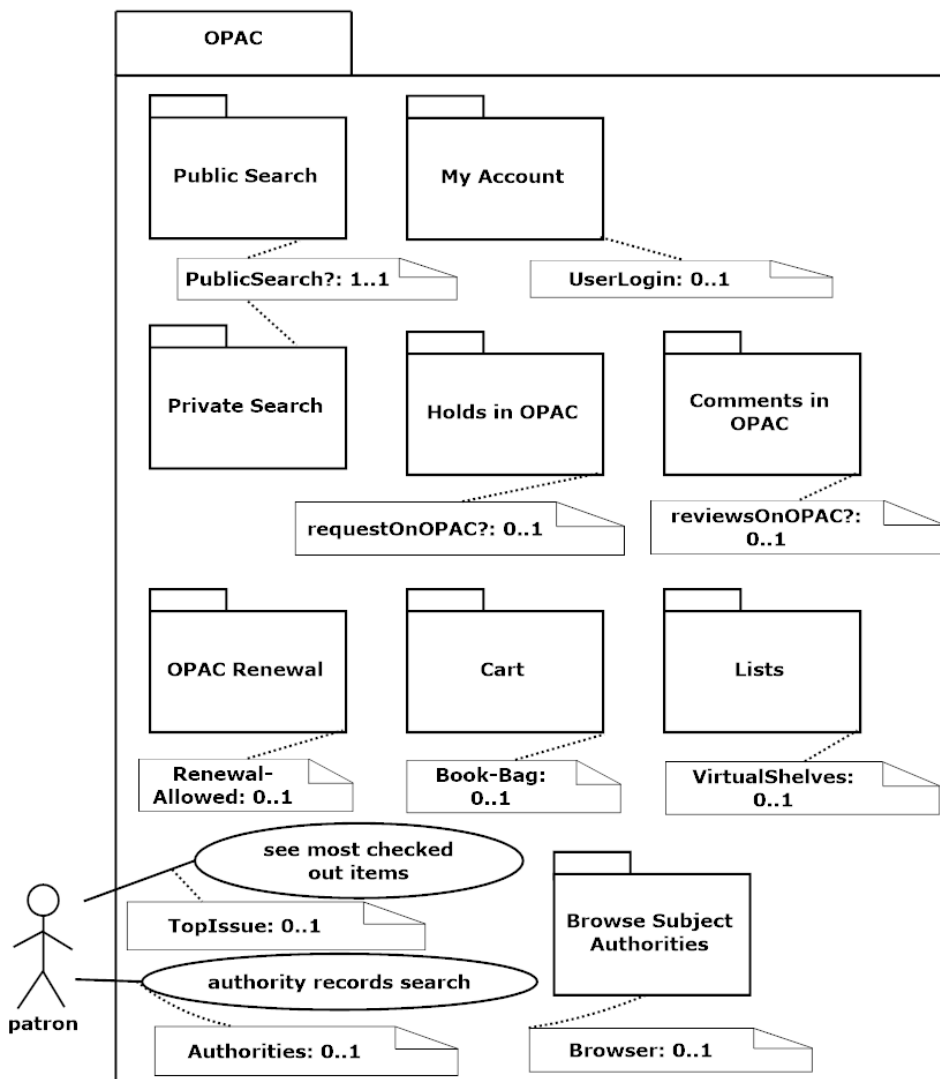 OPAC
Public Search
My Account
PublicSearch?: 1..1
UserLogin: 0..1
Private Search
Holds in OPAC
Comments in
OPAC
requestOnOPAC?: 0..1
reviewsOnOPAC?:
0..1
OPAC Renewal
Cart
Lists
Renewal-
Allowed: 0..1
Book-Bag:
0..1
VirtualShelves:
0..1
see most checked
out items
TopIssue: 0..1
Browse Subject
Authorities
authority records search
patron
Authorities: 0..1
Browser: 0..1